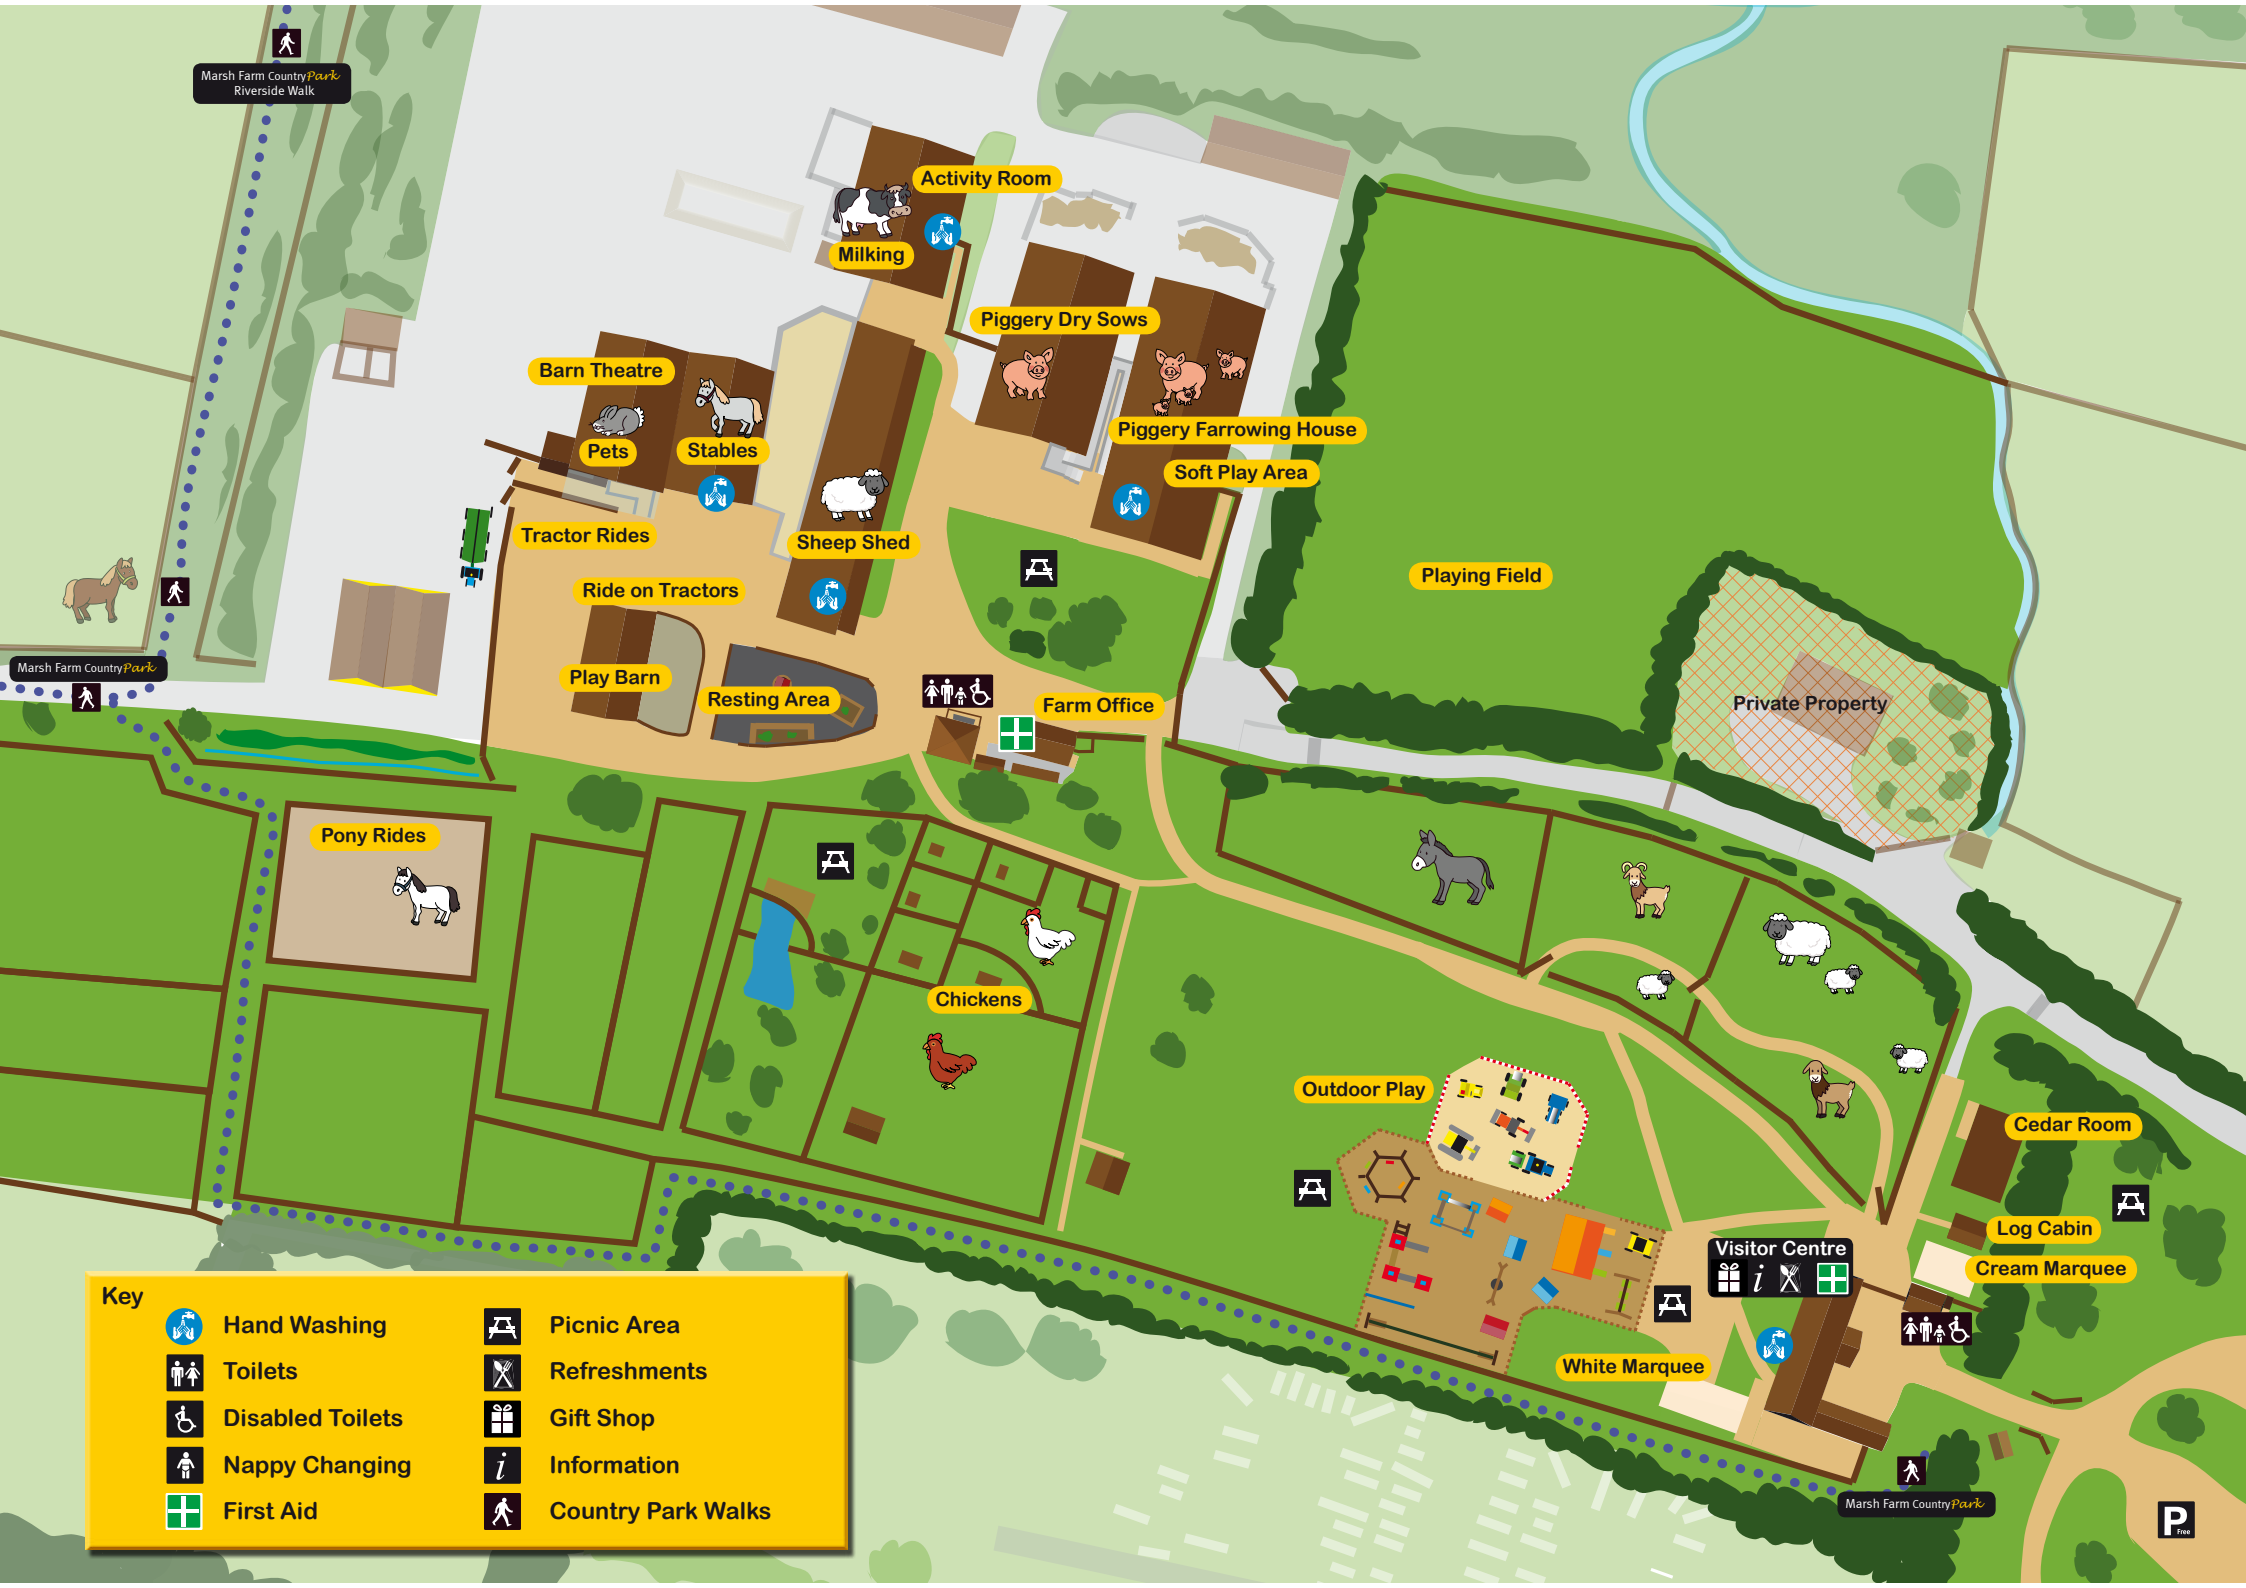 Marsh Farm Country Park
Riverside Walk
Activity Room
Milking
Piggery Dry Sows
Barn Theatre
Pets
Stables
Piggery Farrowing House
Soft Play Area
Tractor Rides
Sheep Shed
Ride on Tractors
Playing Field
Marsh Farm Country Park
Play Barn
Resting Area
Farm Office
Private Property
Pony Rides
Chickens
Outdoor Play
Cedar Room
Log Cabin
Visitor Centre
i
Cream Marquee
White Marquee
Marsh Farm Country Park
P
Free
Key
Hand Washing
Picnic Area
Toilets
Refreshments
Disabled Toilets
Gift Shop
Nappy Changing
i
Information
First Aid
Country Park Walks